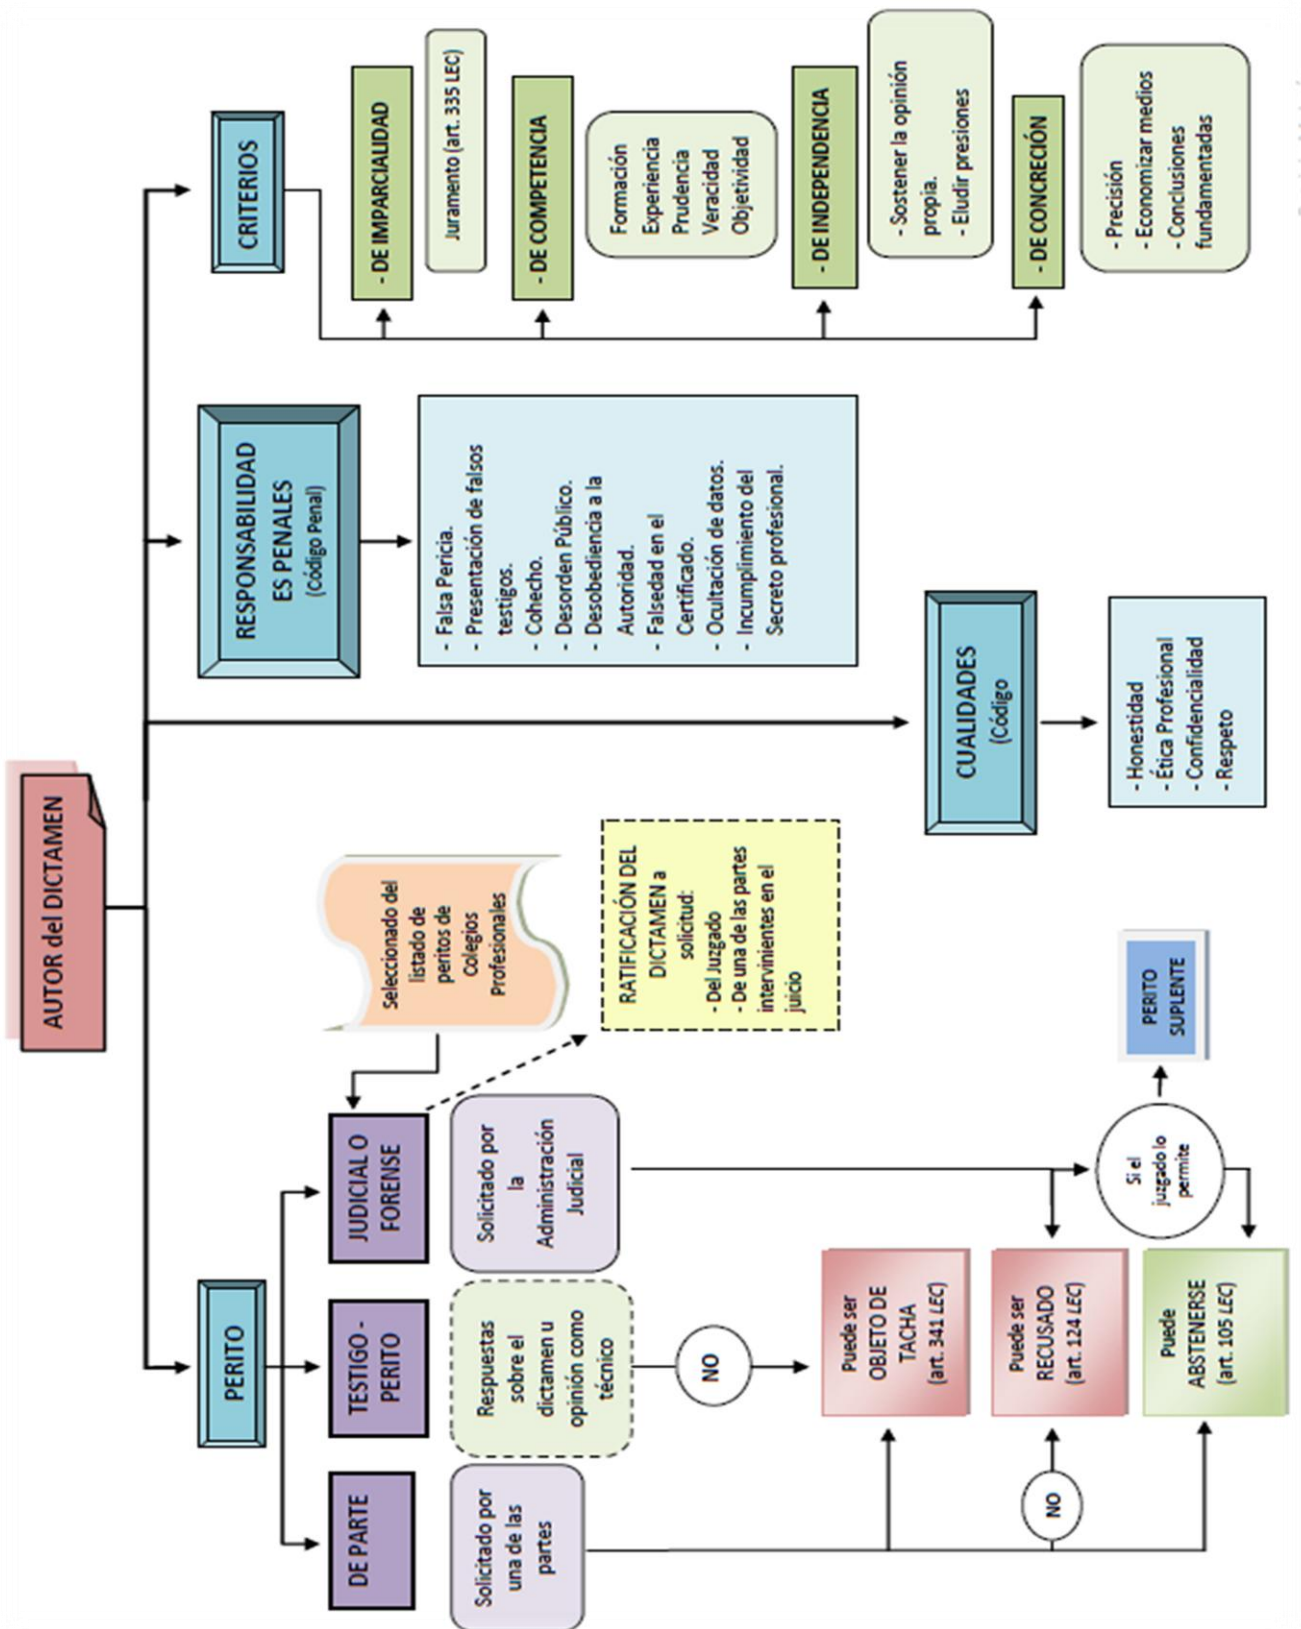 AUTOR del DICTAMEN
PERITO
DE PARTE
Solicitado por
una de las
partes
TESTIGO -
PERITO
Respuestas
sobre el
dictamen u
opinión como
técnico
JUDICIAL O
FORENSE
Solicitado por
la
Administración
Judicial
Seleccionado del
listado de
peritos de
Colegios
Profesionales
RATIFICACIÓN DEL
DICTAMEN a
solicitud:
- Del Juzgado
- De una de las partes
intervinientes en el
juicio
NO
Puede ser
OBJETO DE
TACHA
(art. 341 LEC)
NO
Puede ser
RECUSADO
(art. 124 LEC)
Puede
ABSTENERSE
(art. 105 LEC)
Si el
juzgado lo
permite
PERITO
SUPLENTE
CUALIDADES
(Código
- Honestidad
- Ética Profesional
- Confidencialidad
- Respeto
RESPONSABILIDAD
ES PENALES
(Código Penal)
- Falsa Pericia.
- Presentación de falsos
testigos.
- Cohecho.
- Desorden Público.
- Desobediencia a la
Autoridad.
- Falsedad en el
Certificado.
- Ocultación de datos.
- Incumplimiento del
Secreto profesional.
CRITERIOS
- DE IMPARCIALIDAD
Juramento (art. 335 LEC)
- DE COMPETENCIA
Formación
Experiencia
Prudencia
Veracidad
Objetividad
- DE INDEPENDENCIA
- Sostener la opinión
propia.
- Eludir presiones
- DE CONCRECIÓN
- Precisión
- Economizar medios
- Conclusiones
fundamentadas